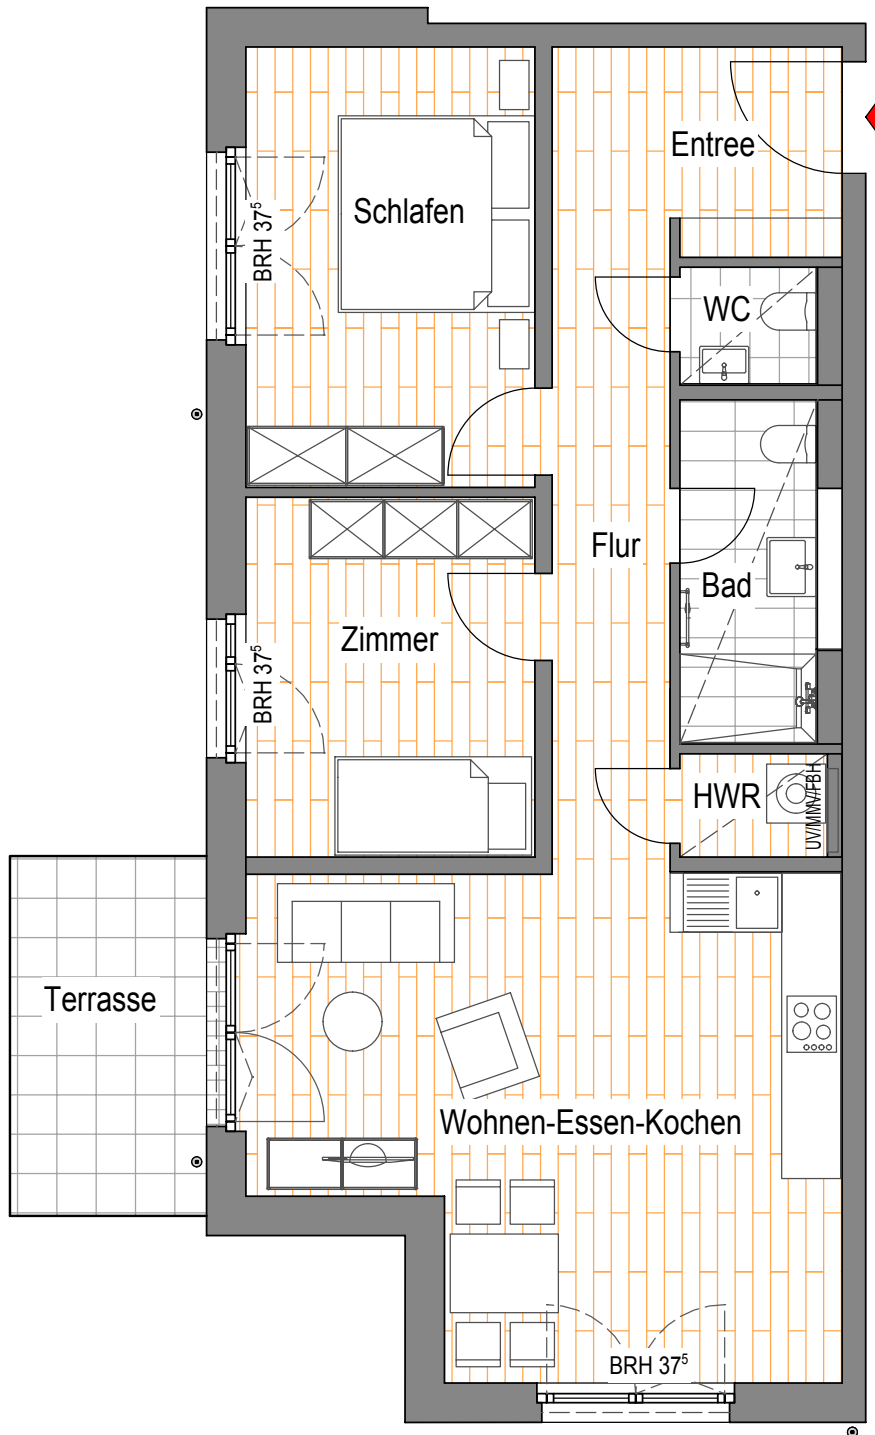 Entree
Schlafen
BRH 37⁵
WC
Flur
Bad
Zimmer
BRH 37⁵
HWR
UV/MMV/FBH
Terrasse
Wohnen-Essen-Kochen
BRH 37⁵